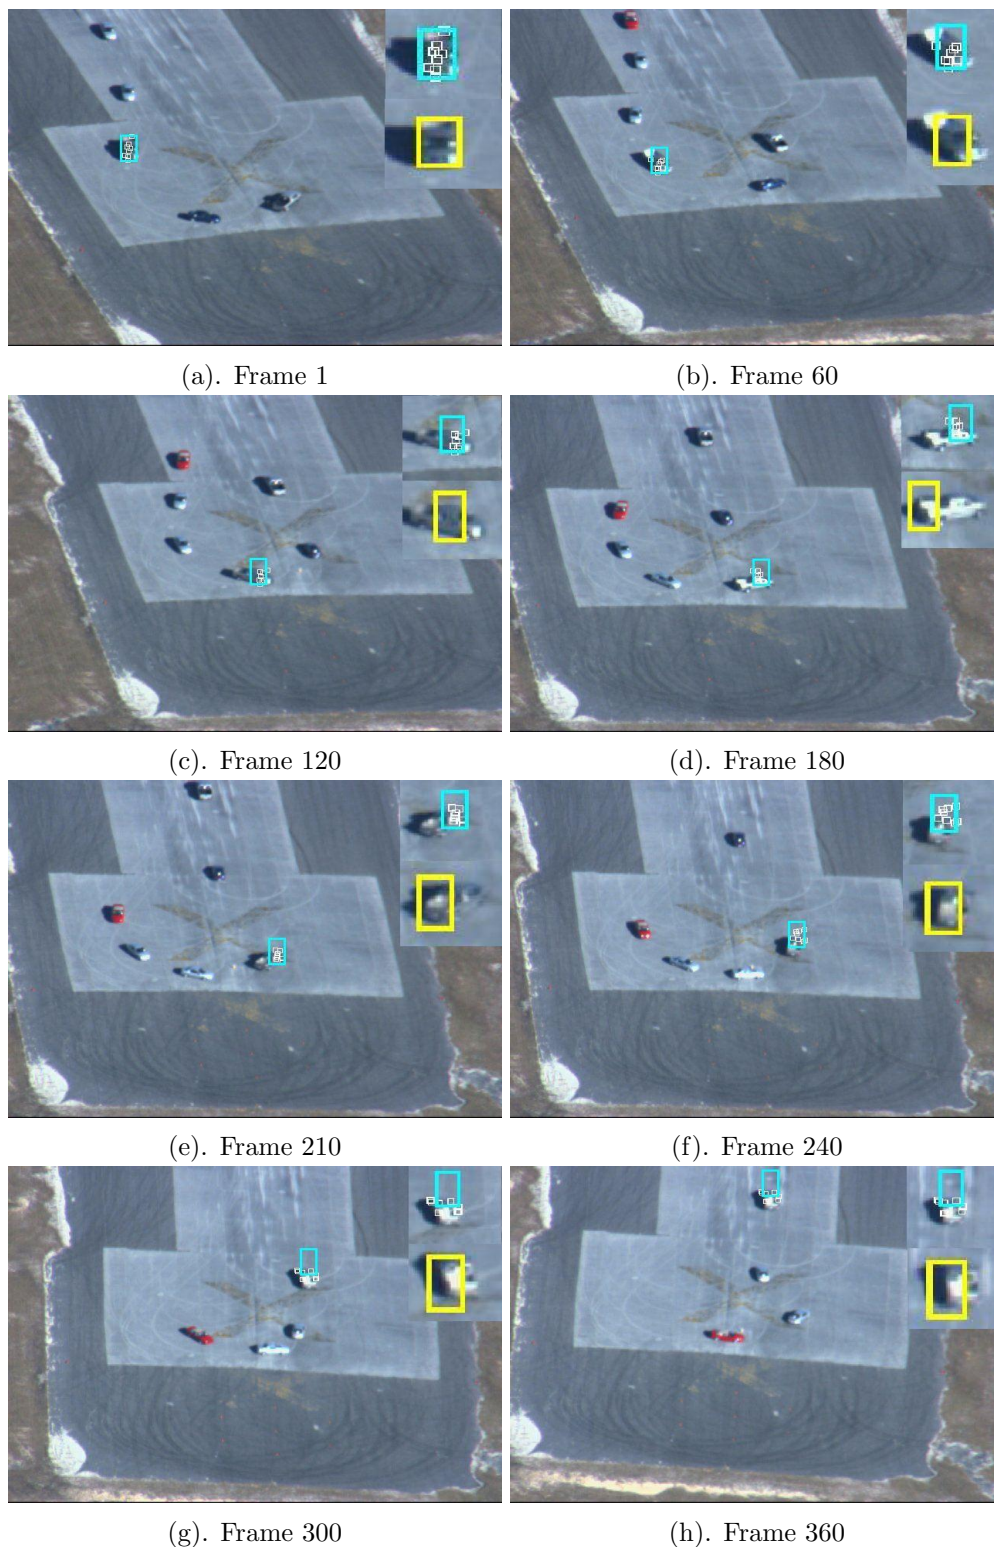 (a). Frame 1
(b). Frame 60
(c). Frame 120
(d). Frame 180
(e). Frame 210
(f). Frame 240
(g). Frame 300
(h). Frame 360